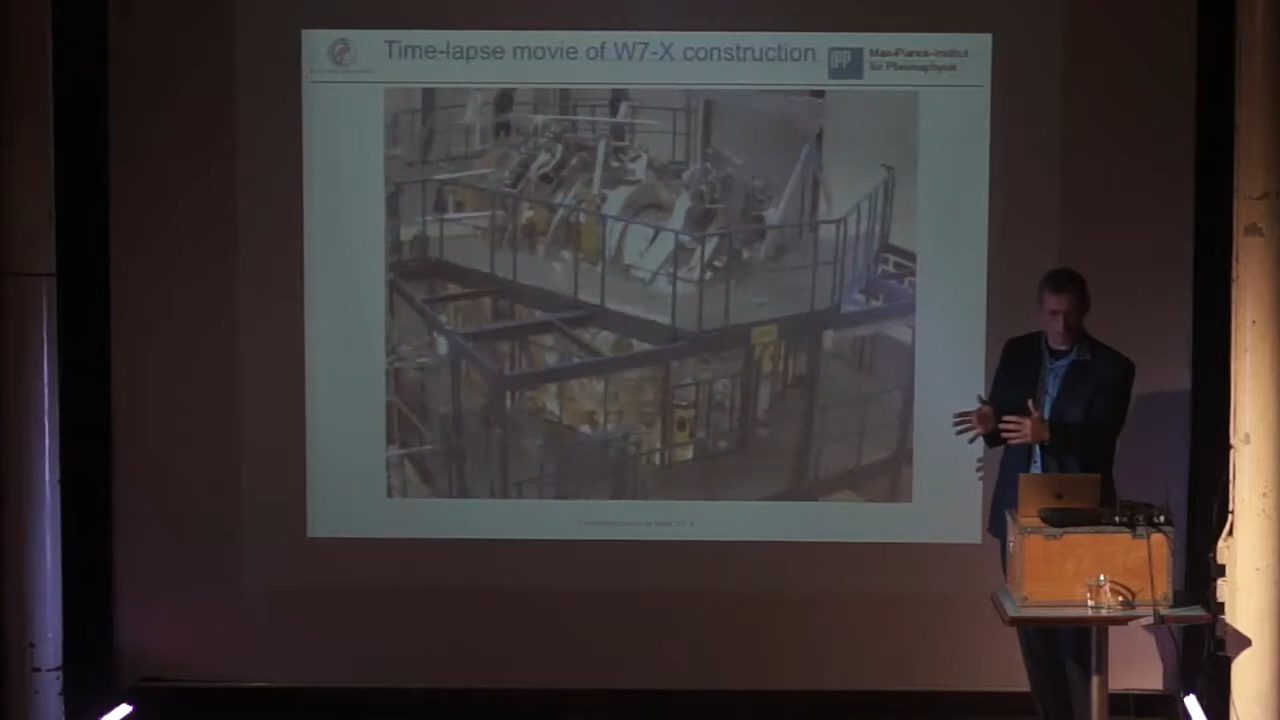 Time-lapse movie of W7-X construction
IPP
Max-Planck-Institut
für Plasmaphysik